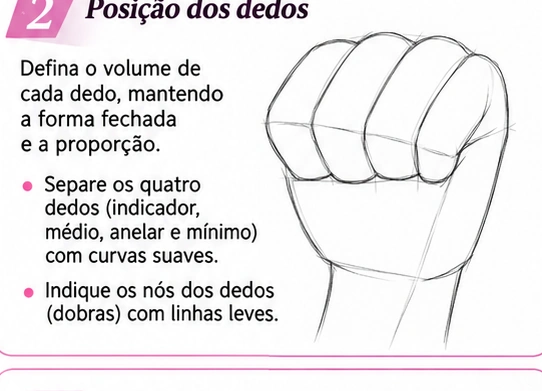 2 Posição dos dedos
Defina o volume de
cada dedo, mantendo
a forma fechada
e a proporção.
Separe os quatro
dedos (indicador,
médio, anelar e mínimo)
com curvas suaves.
Indique os nós dos dedos
(dobras) com linhas leves.